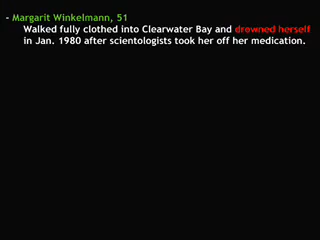 - Margarit Winkelmann, 51
Walked fully clothed into Clearwater Bay and drowned herself
in Jan. 1980 after scientologists took her off her medication.